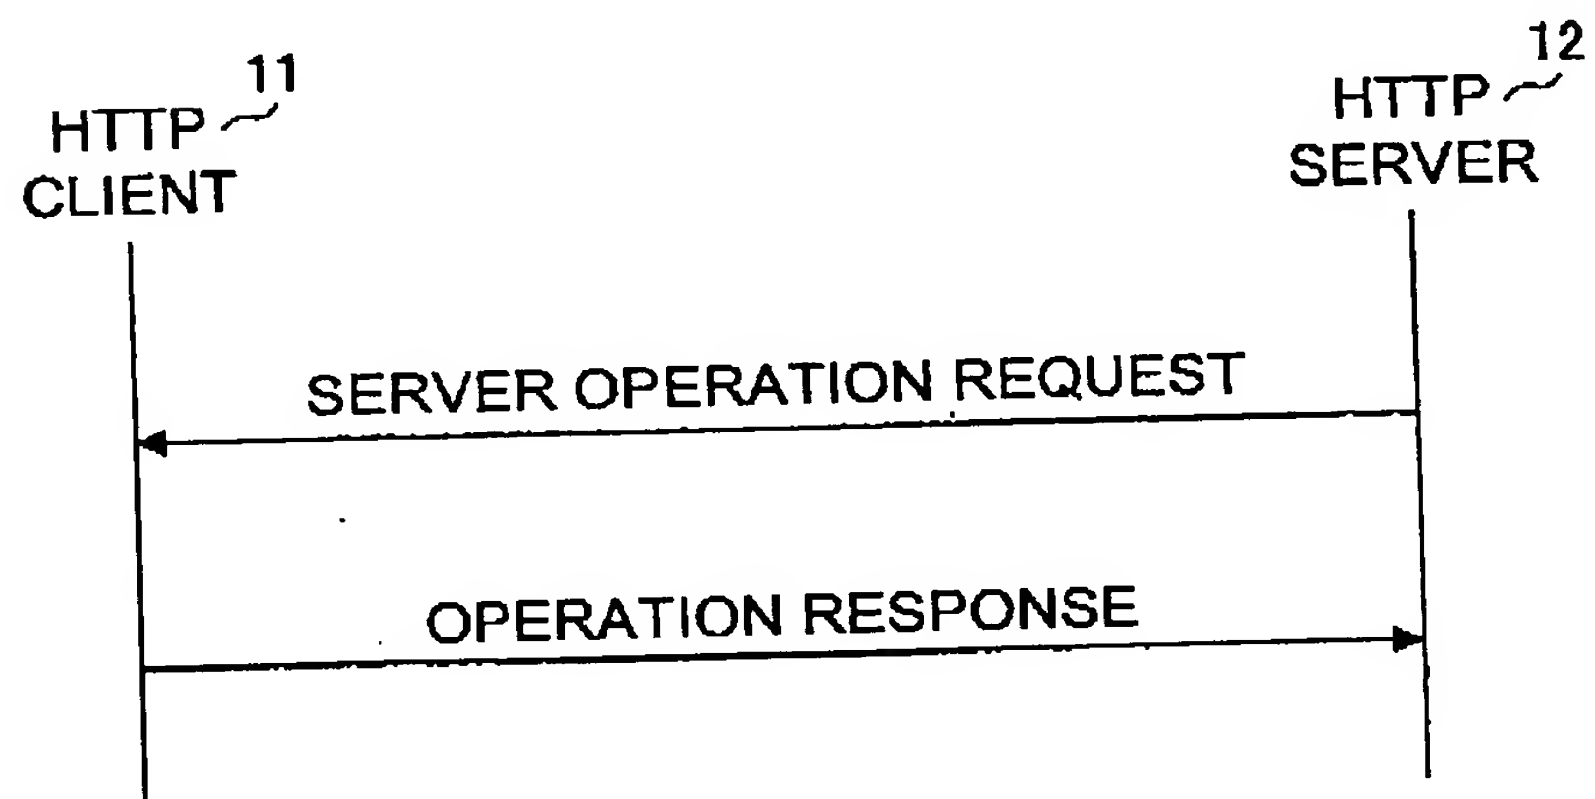 11
HTTP
CLIENT
12
HTTP
SERVER
SERVER OPERATION REQUEST
OPERATION RESPONSE